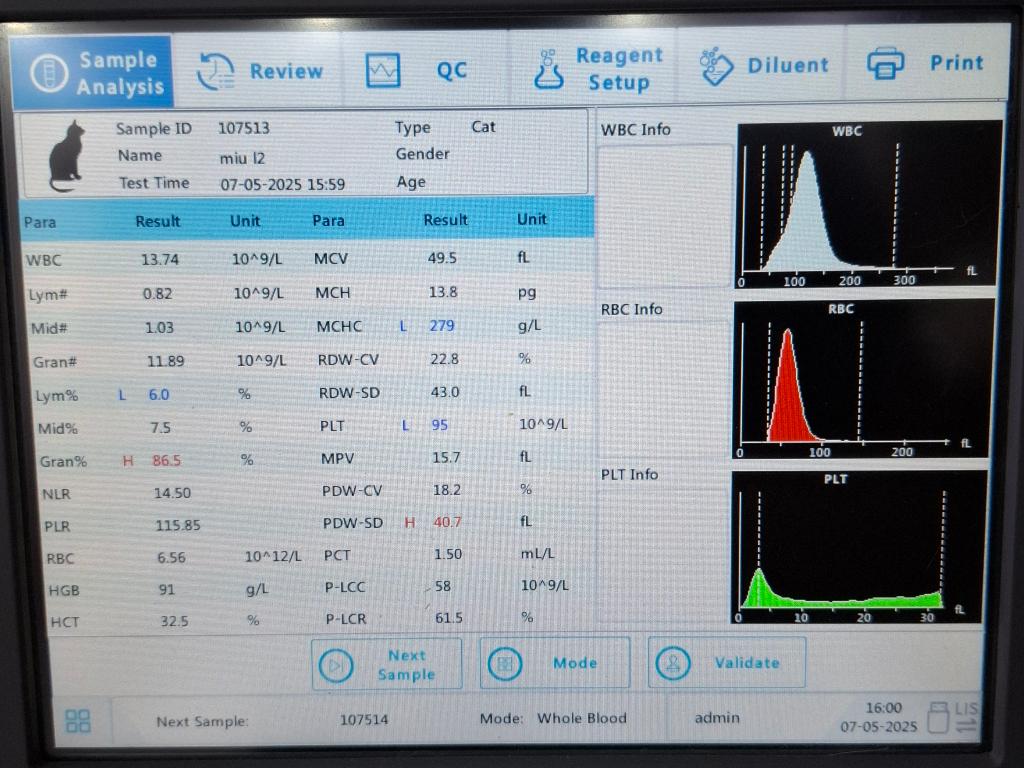 Sample Analysis
Review
QC
Reagent Setup
Diluent
Print
Sample ID 107513 Type Cat
Name miu l2 Gender
Test Time 07-05-2025 15:59 Age
Para Result Unit Para Result Unit
WBC 13.74 10^9/L MCV 49.5 fL
Lym# 0.82 10^9/L MCH 13.8 pg
Mid# 1.03 10^9/L MCHC L 279 g/L
Gran# 11.89 10^9/L RDW-CV 22.8 %
Lym% L 6.0 % RDW-SD 43.0 fL
Mid% 7.5 % PLT L 95 10^9/L
Gran% H 86.5 % MPV 15.7 fL
NLR 14.50 PDW-CV 18.2 %
PLR 115.85 PDW-SD H 40.7 fL
RBC 6.56 10^12/L PCT 1.50 mL/L
HGB 91 g/L P-LCC 58 10^9/L
HCT 32.5 % P-LCR 61.5 %
WBC Info
WBC
0 100 200 300 fL
RBC Info
RBC
0 100 200 fL
PLT Info
PLT
0 10 20 30 fL
Next Sample
Mode
Validate
Next Sample: 107514 Mode: Whole Blood admin 16:00
07-05-2025
LIS